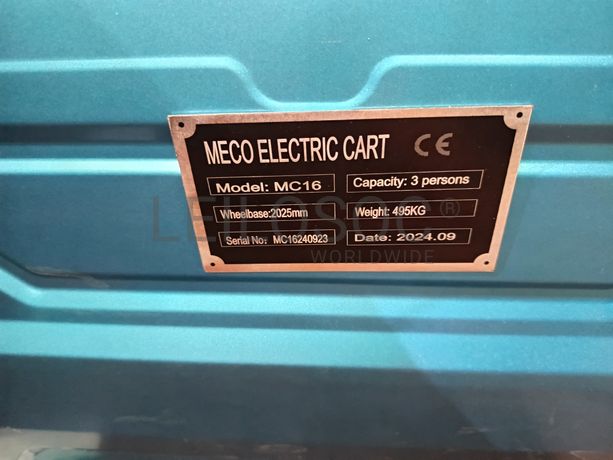 MECO ELECTRIC CART CE
Model: MC16 Capacity: 3 persons
Wheelbase:2025mm Weight: 495KG
Serial No: MC16240923 Date: 2024.09
LEILOSOC®
WORLDWIDE